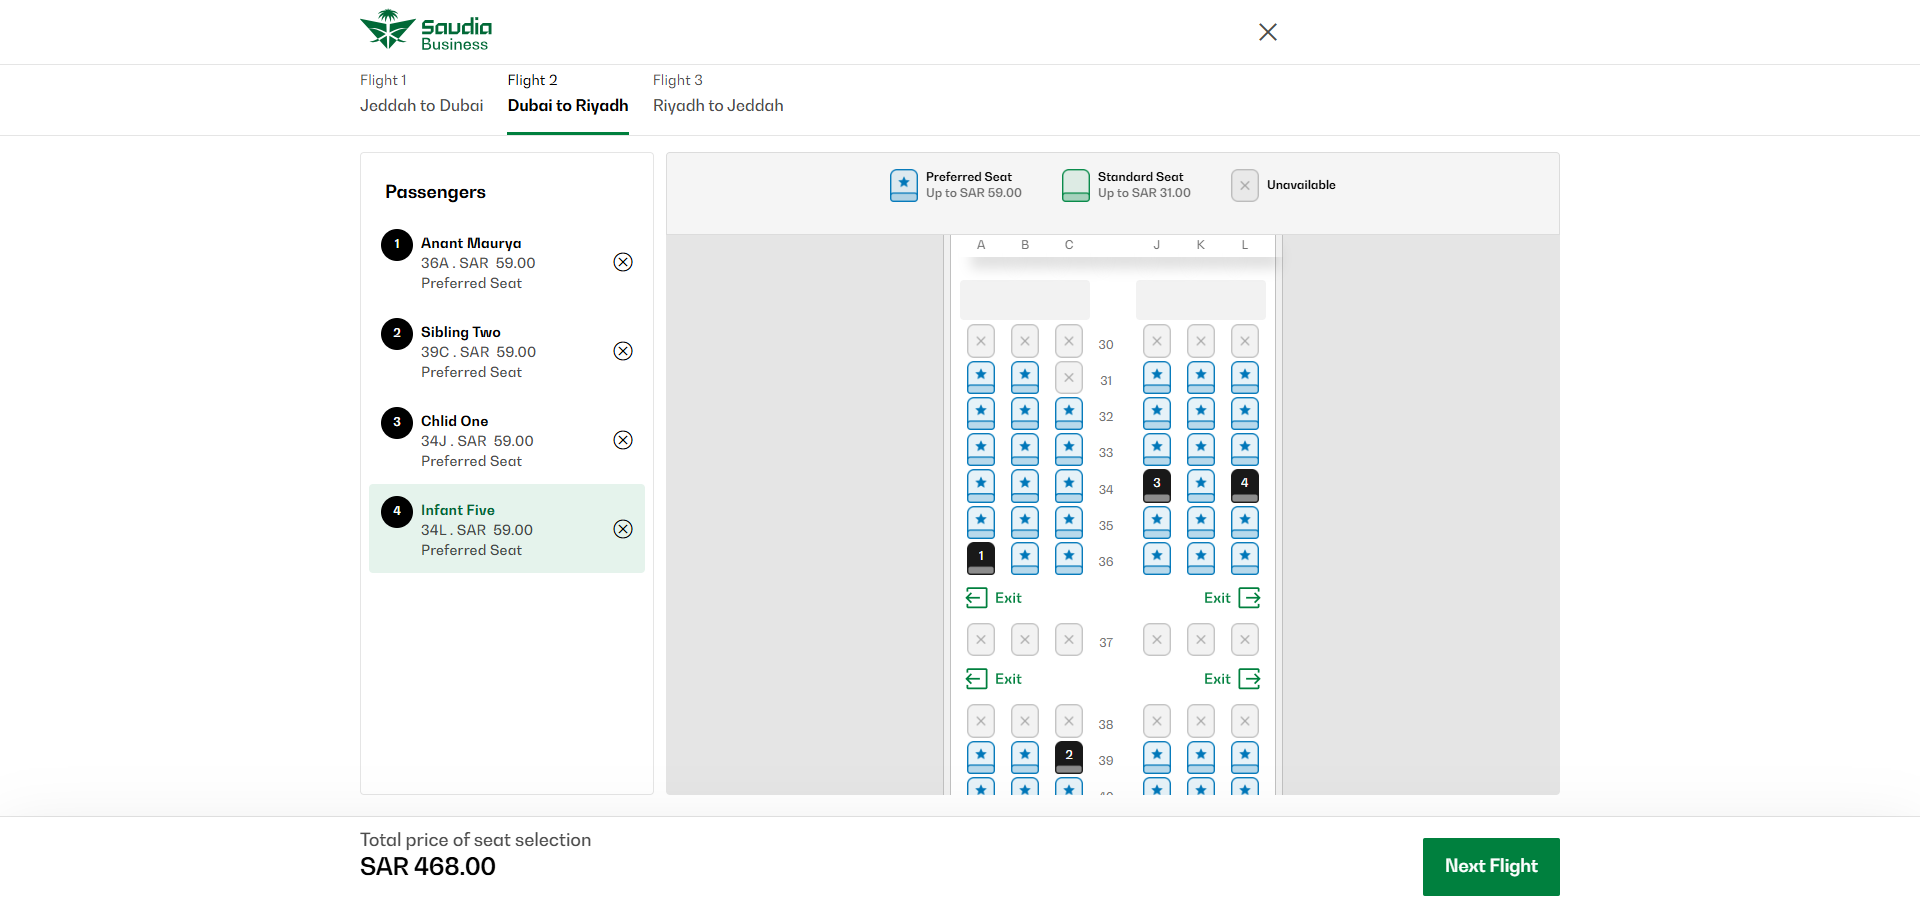 Saudia
Business
Flight 1
Jeddah to Dubai
Flight 2
Dubai to Riyadh
Flight 3
Riyadh to Jeddah
Passengers
1
Anant Maurya
36A . SAR 59.00
Preferred Seat
2
Sibling Two
39C . SAR 59.00
Preferred Seat
3
Chlid One
34J . SAR 59.00
Preferred Seat
4
Infant Five
34L . SAR 59.00
Preferred Seat
Preferred Seat
Up to SAR 59.00
Standard Seat
Up to SAR 31.00
Unavailable
A B C J K L
30
31
32
33
3 4
34
35
1
36
Exit Exit
37
Exit Exit
38
2
39
Total price of seat selection
SAR 468.00
Next Flight